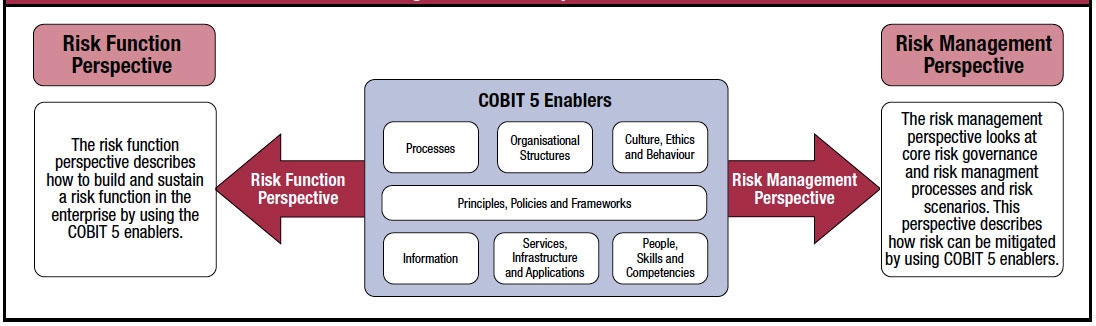 Risk Function
Perspective
The risk function
perspective describes
how to build and sustain
a risk function in the
enterprise by using the
COBIT 5 enablers.
Risk Function
Perspective
COBIT 5 Enablers
Processes
Organisational
Structures
Culture, Ethics
and Behaviour
Principles, Policies and Frameworks
Information
Services,
Infrastructure
and Applications
People,
Skills and
Competencies
Risk Management
Perspective
Risk Management
Perspective
The risk management
perspective looks at
core risk governance
and risk managment
processes and risk
scenarios. This
perspective describes
how risk can be mitigated
by using COBIT 5 enablers.